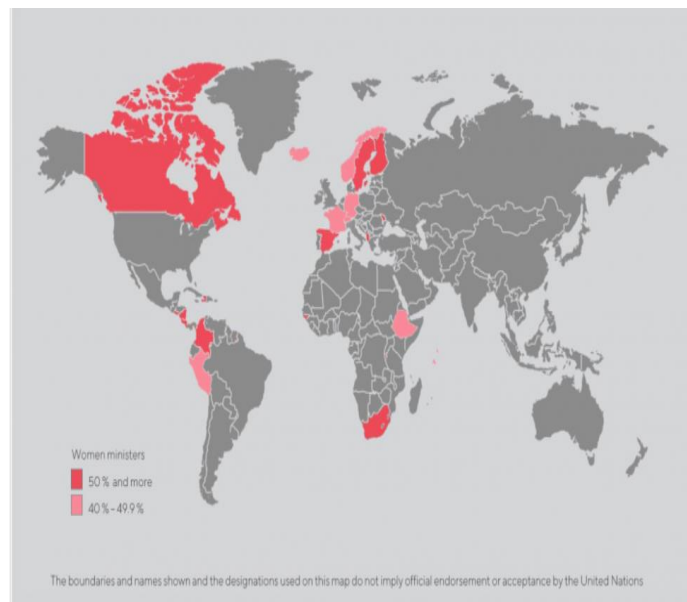 Women ministers
50 % and more
40 % - 49.9 %
The boundaries and names shown and the designations used on this map do not imply official endorsement or acceptance by the United Nations